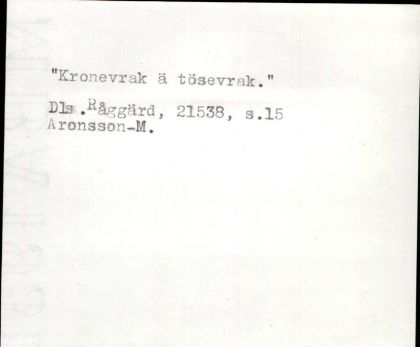 "Kronevrak ä tösevrak."
Dls.Råggärd, 21538, s.15
Aronsson-M.